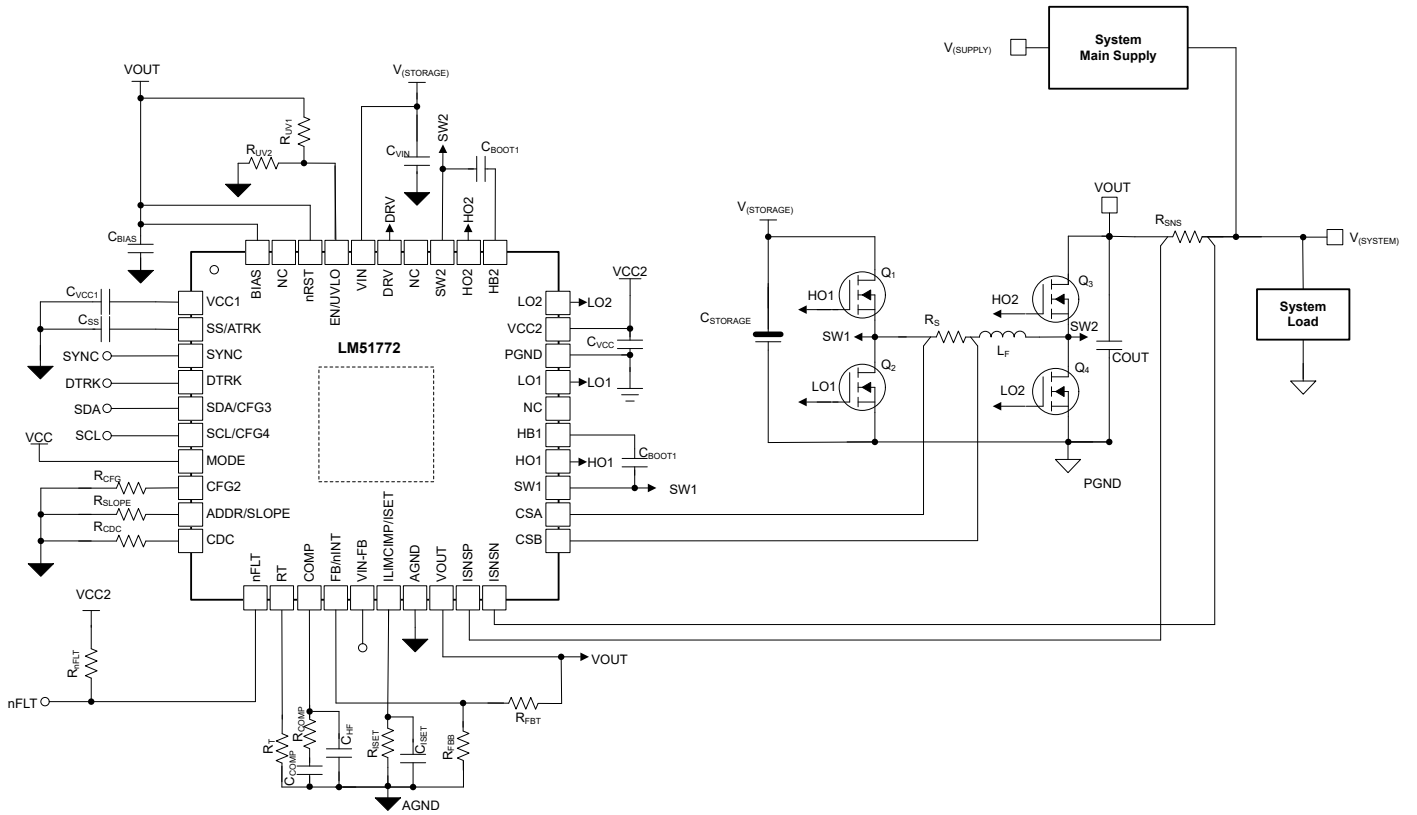 System
Main Supply
V(SUPPLY)
VOUT
V(STORAGE)
RUV1
RUV2
CVIN
SW2
CBOOT1
DRV
HO2
CBIAS
BIAS
NC
nRST
EN/UVLO
VIN
DRV
NC
SW2
HO2
HB2
VCC2
CVCC1
CSS
SYNC
DTRK
SDA
SCL
VCC
RCFG
RSLOPE
RCDC
VCC1
SS/ATRK
SYNC
DTRK
SDA/CFG3
SCL/CFG4
MODE
CFG2
ADDR/SLOPE
CDC
LM51772
LO2
VCC2
PGND
LO1
NC
HB1
HO1
SW1
CSA
CSB
LO2
CVCC
LO1
CBOOT1
HO1
SW1
nFLT
RT
COMP
FB/nINT
VIN-FB
ILIMCIMP/ISET
AGND
VOUT
ISNSP
ISNSN
VCC2
RnFLT
nFLT
RT
RCOMP
CCOMP
CHF
RISET
CISET
RFBB
RFBT
VOUT
AGND
V(STORAGE)
CSTORAGE
Q1
HO1
SW1
RS
LF
Q2
LO1
Q3
HO2
SW2
Q4
LO2
COUT
VOUT
RSNS
V(SYSTEM)
System
Load
PGND